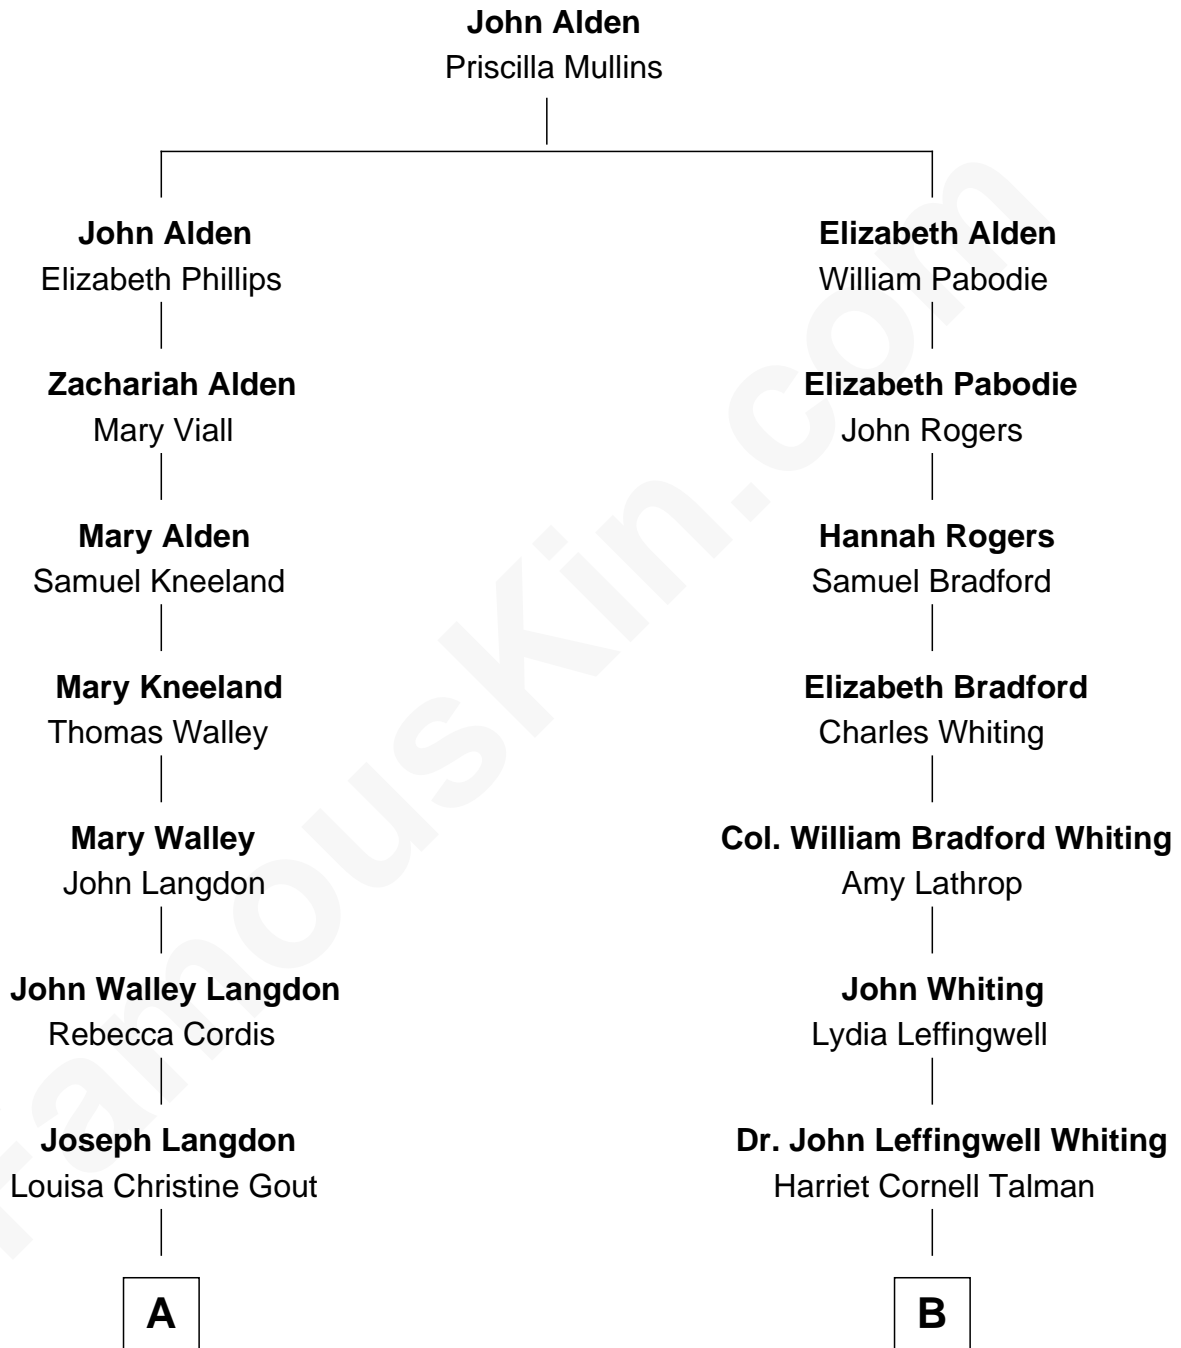 John Alden
Priscilla Mullins
John Alden
Elizabeth Phillips
Elizabeth Alden
William Pabodie
Zachariah Alden
Mary Viall
Elizabeth Pabodie
John Rogers
Mary Alden
Samuel Kneeland
Hannah Rogers
Samuel Bradford
Mary Kneeland
Thomas Walley
Elizabeth Bradford
Charles Whiting
Mary Walley
John Langdon
Col. William Bradford Whiting
Amy Lathrop
John Walley Langdon
Rebecca Cordis
John Whiting
Lydia Leffingwell
Joseph Langdon
Louisa Christine Gout
Dr. John Leffingwell Whiting
Harriet Cornell Talman
A
B
FamousKin.com